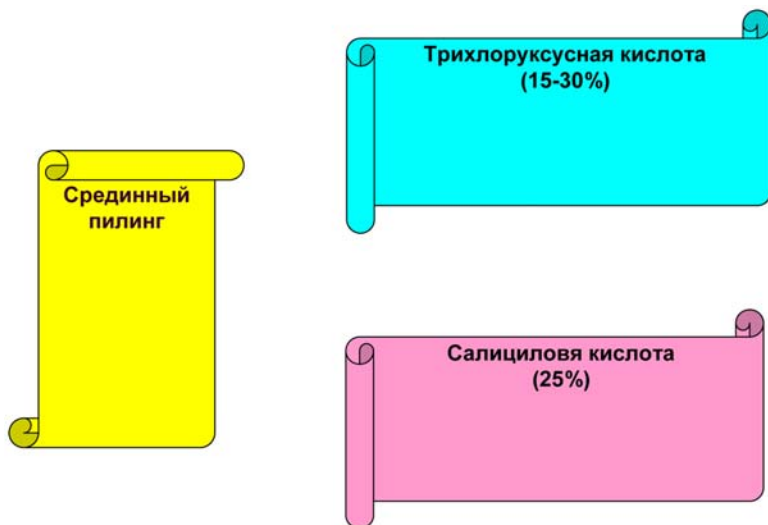 Срединный
пилинг
Трихлоруксусная кислота
(15-30%)
Салициловя кислота
(25%)